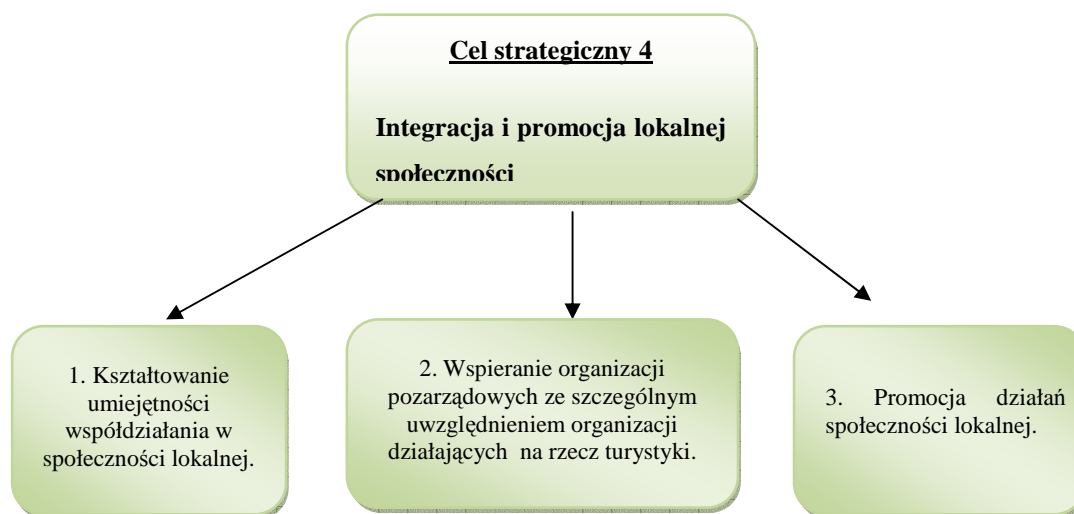 Cel strategiczny 4
Integracja i promocja lokalnej
społeczności
1. Kształtowanie
umiejętności
współdziałania w
społeczności lokalnej.
2. Wspieranie organizacji
pozarządowych ze szczególnym
uwzględnieniem organizacji
działających na rzecz turystyki.
3. Promocja działań
społeczności lokalnej.